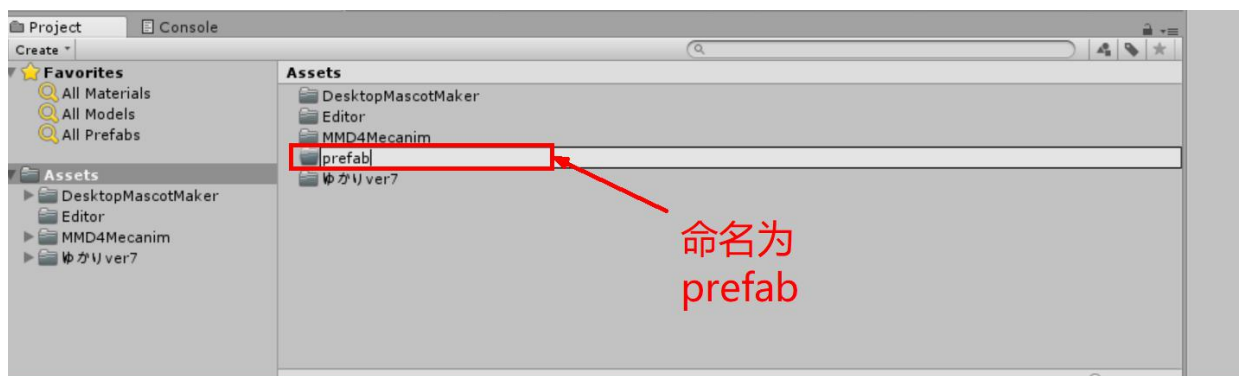 Project
Console
Create
Favorites
All Materials
All Models
All Prefabs
Assets
DesktopMascotMaker
Editor
MMD4Mecanim
ゆかりver7
Assets
DesktopMascotMaker
Editor
MMD4Mecanim
prefab
ゆかりver7
命名为
prefab